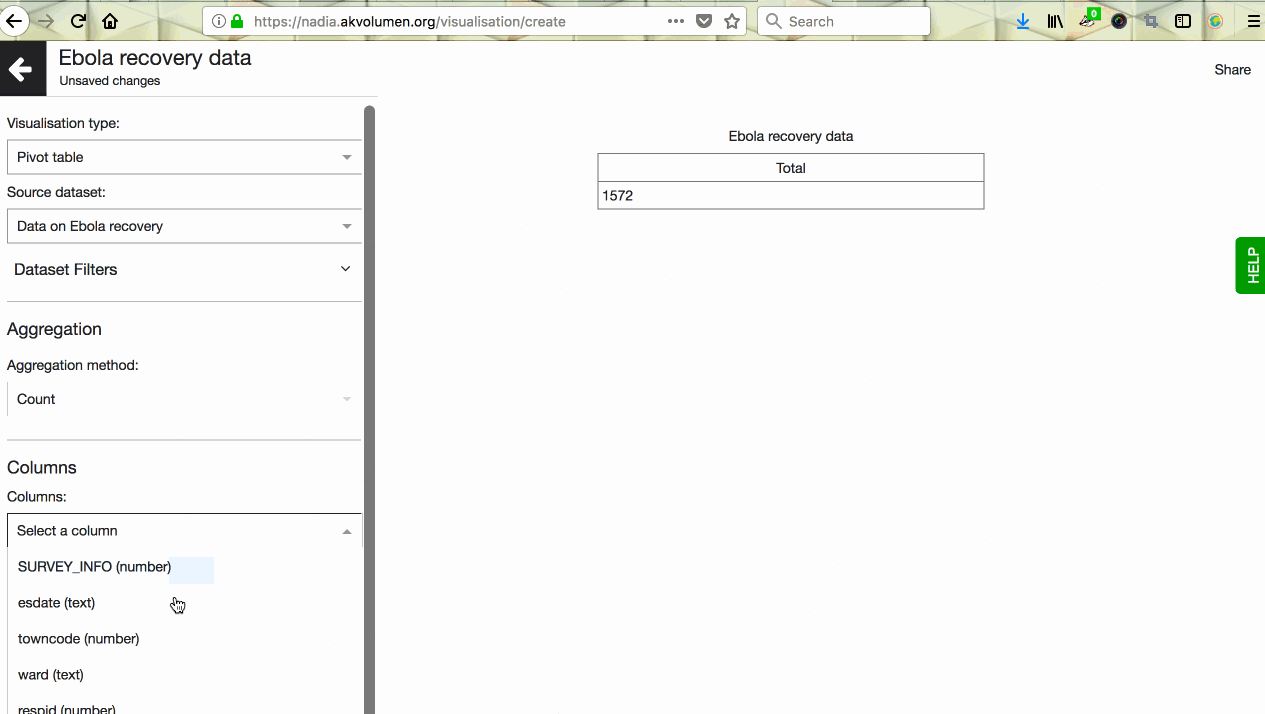 https://nadia.akvolumen.org/visualisation/create
Search
0
Ebola recovery data
Unsaved changes
Share
Visualisation type:
Pivot table
Source dataset:
Data on Ebola recovery
Dataset Filters
Aggregation
Aggregation method:
Count
Columns
Columns:
Select a column
SURVEY_INFO (number)
esdate (text)
towncode (number)
ward (text)
respid (number)
Ebola recovery data
Total
1572
HELP